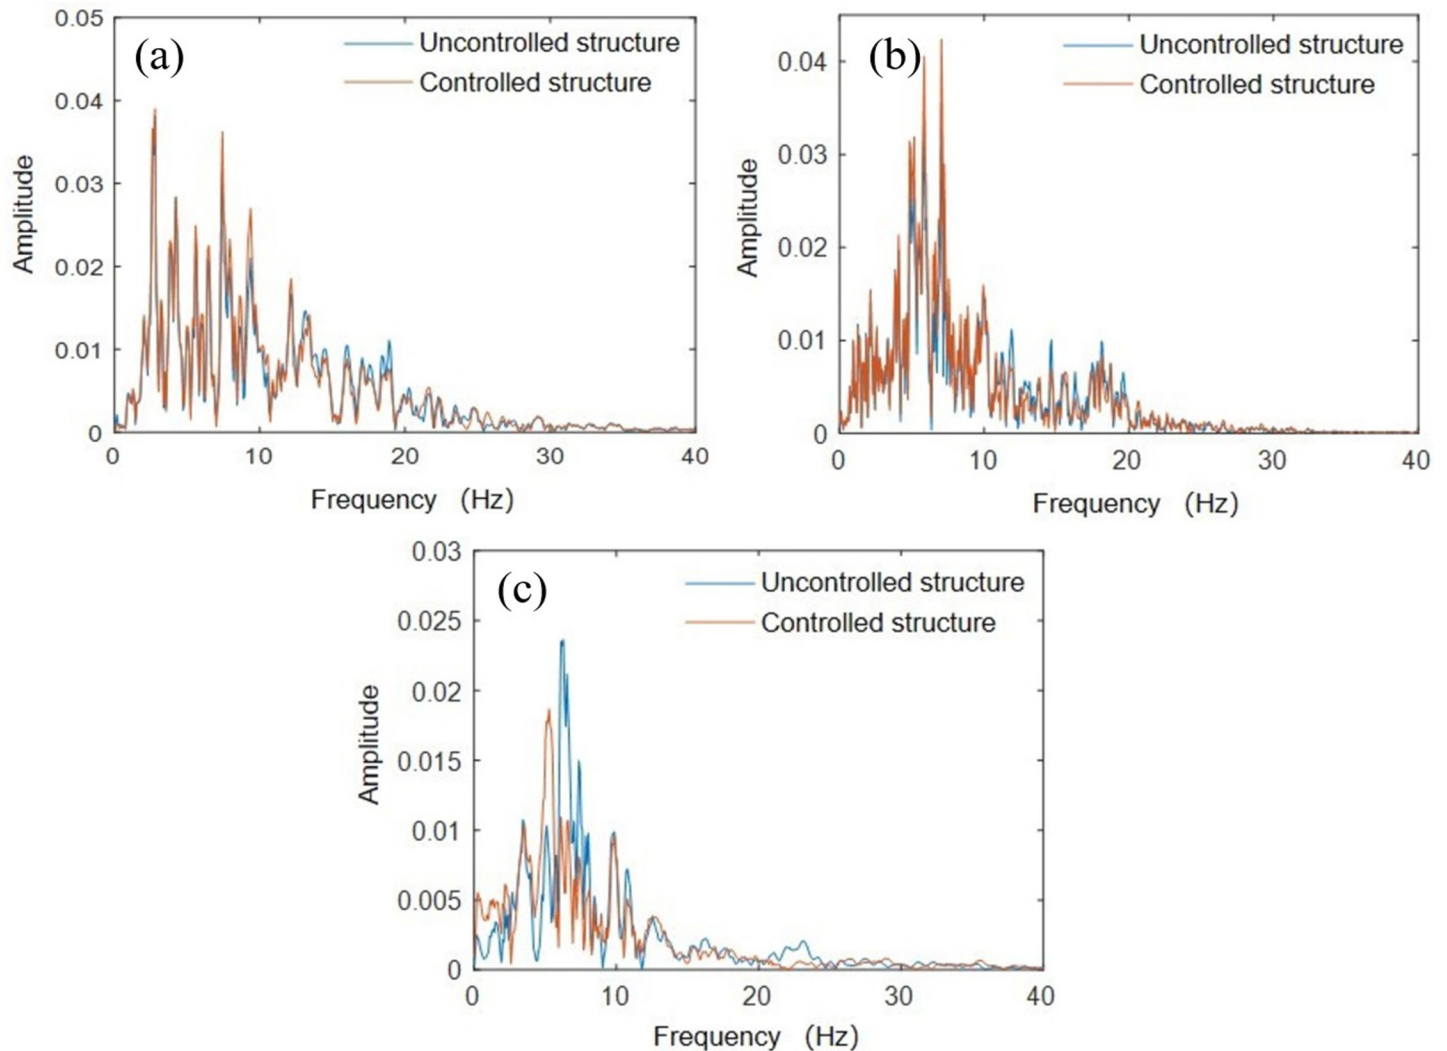 (a)
Uncontrolled structure
Controlled structure
0.05
0.04
0.03
0.02
0.01
0
Amplitude
0 10 20 30 40
Frequency (Hz)
(b)
Uncontrolled structure
Controlled structure
0.04
0.03
0.02
0.01
0
Amplitude
0 10 20 30 40
Frequency (Hz)
(c)
Uncontrolled structure
Controlled structure
0.03
0.025
0.02
0.015
0.01
0.005
0
Amplitude
0 10 20 30 40
Frequency (Hz)